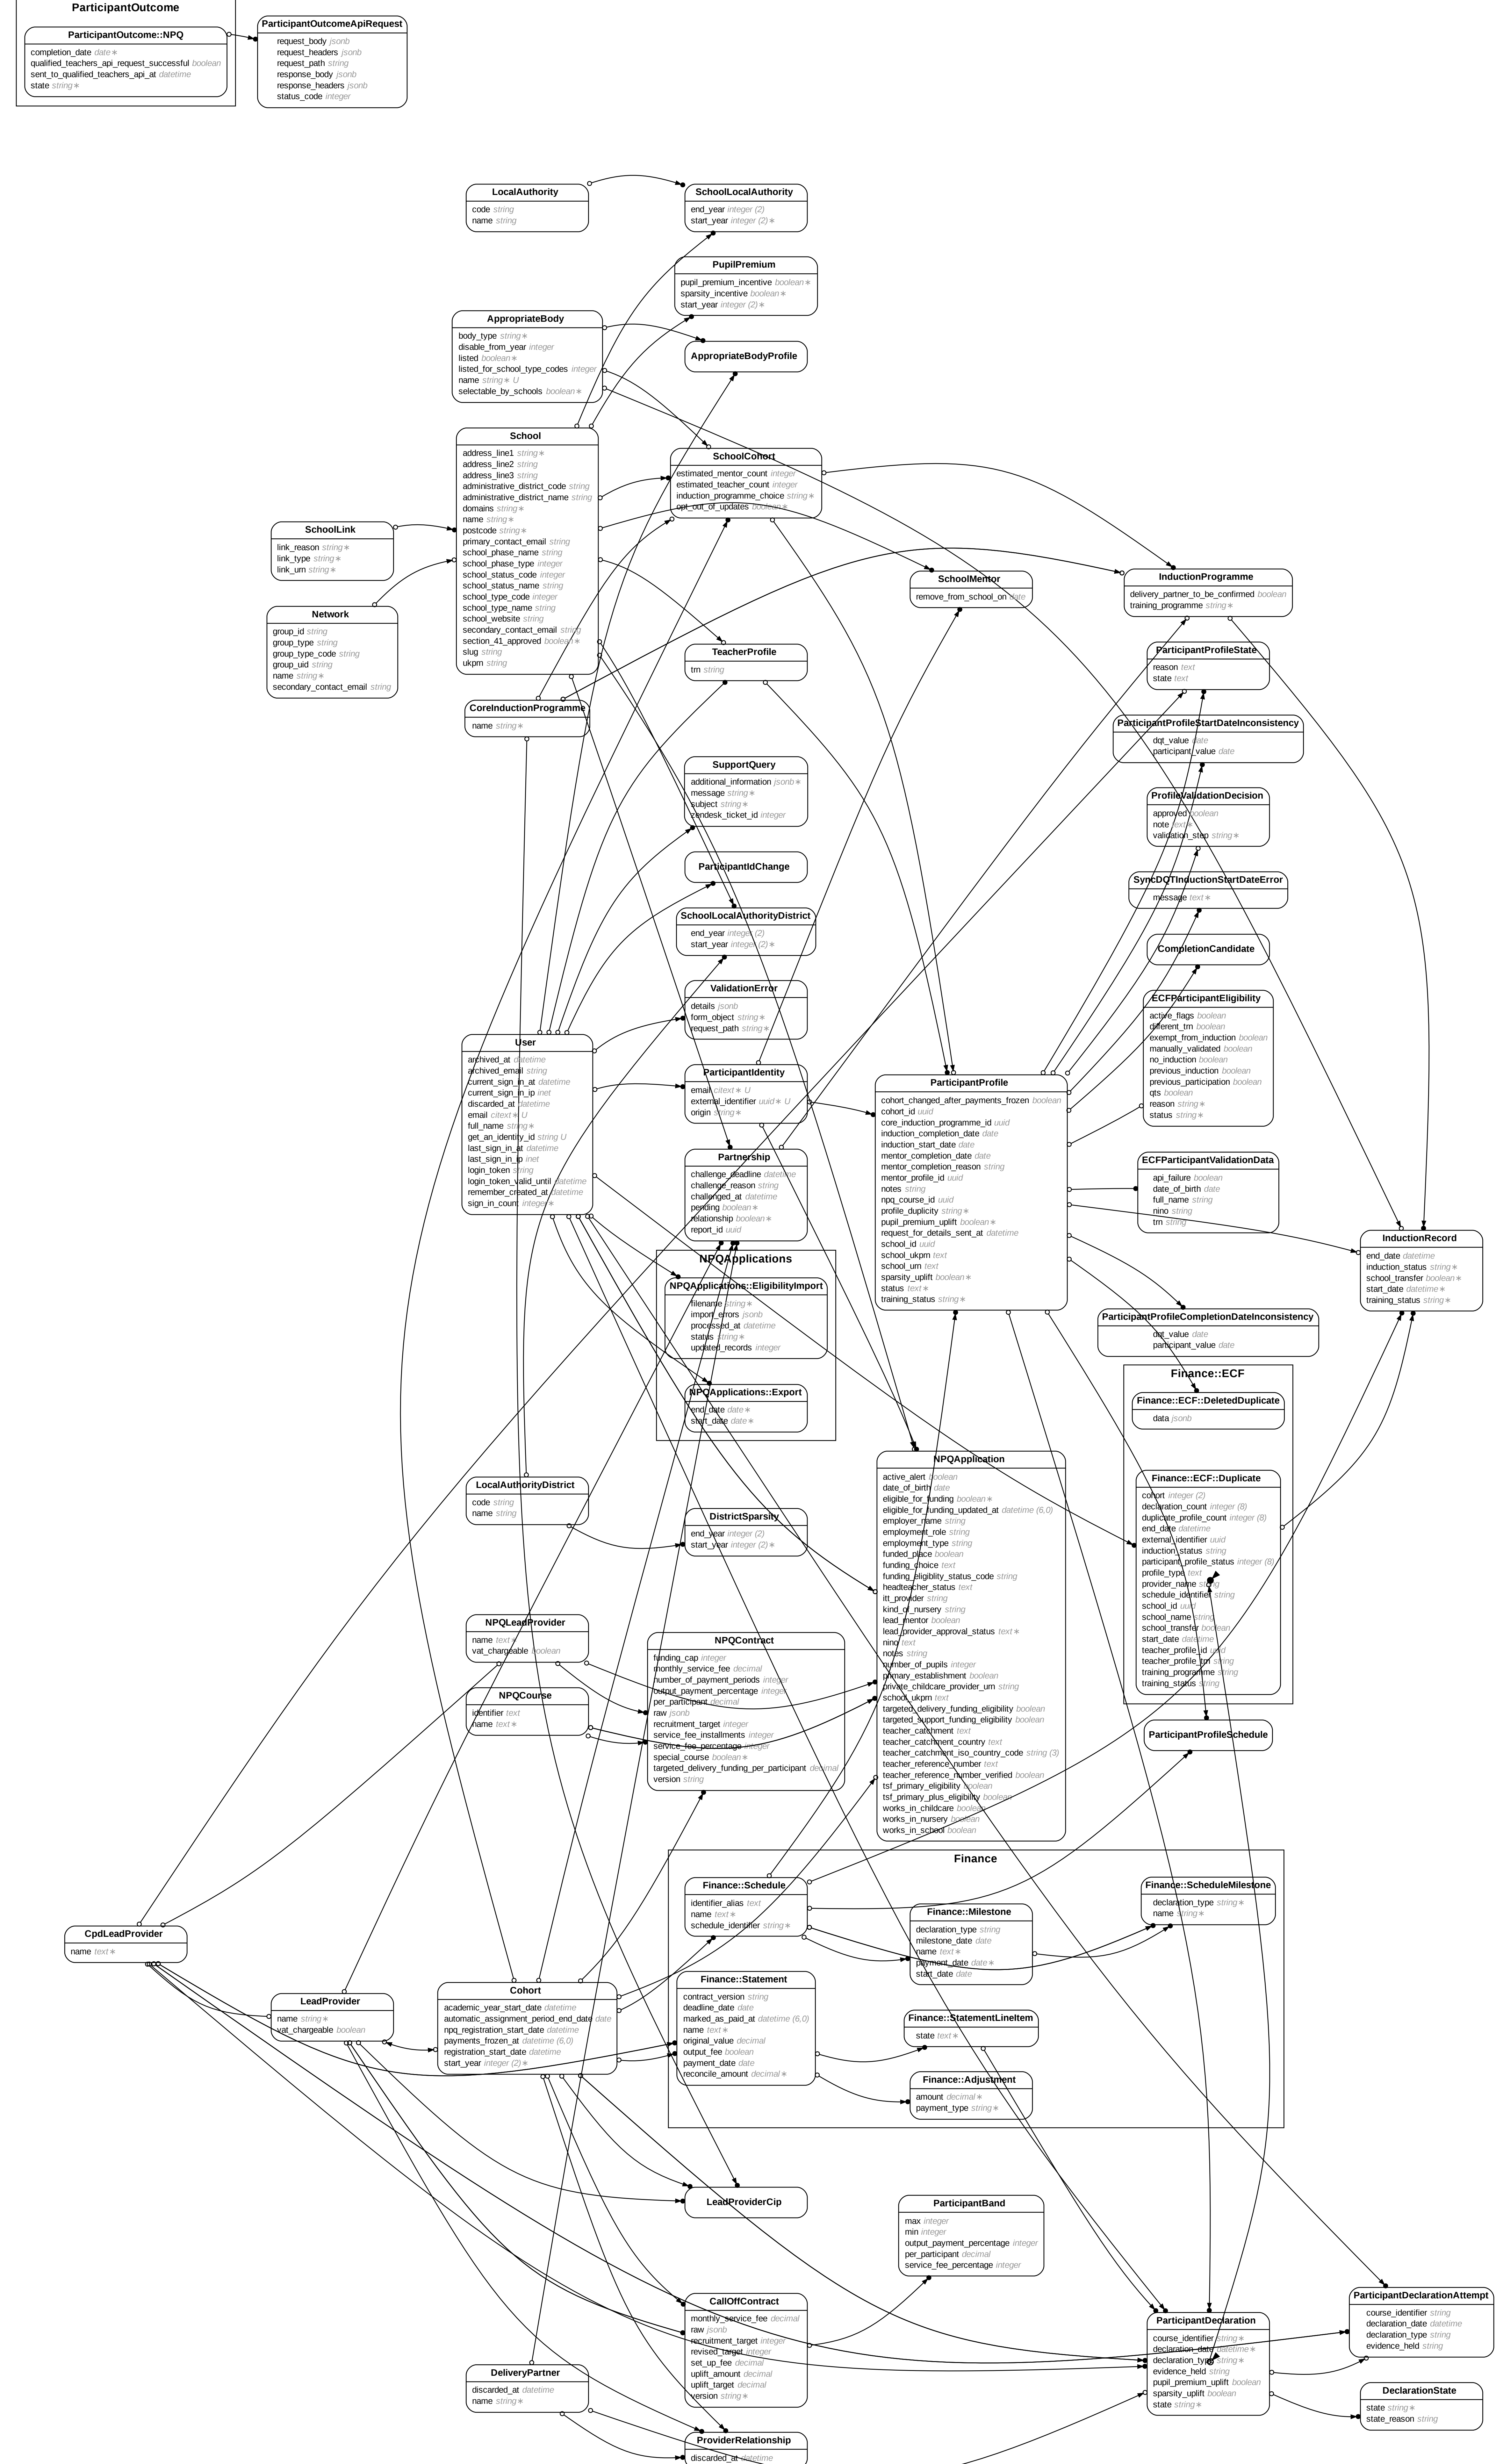 ParticipantOutcome
ParticipantOutcome::NPQ
completion_date date∗
qualified_teachers_api_request_successful boolean
sent_to_qualified_teachers_api_at datetime
state string∗
ParticipantOutcomeApiRequest
request_body jsonb
request_headers jsonb
request_path string
response_body jsonb
response_headers jsonb
status_code integer
LocalAuthority
code string
name string
SchoolLocalAuthority
end_year integer (2)
start_year integer (2)∗
PupilPremium
pupil_premium_incentive boolean∗
sparsity_incentive boolean∗
start_year integer (2)∗
AppropriateBody
body_type string∗
disable_from_year integer
listed boolean∗
listed_for_school_type_codes integer
name string∗ U
selectable_by_schools boolean∗
AppropriateBodyProfile
School
address_line1 string∗
address_line2 string
address_line3 string
administrative_district_code string
administrative_district_name string
domains string∗
name string∗
postcode string∗
primary_contact_email string
school_phase_name string
school_phase_type integer
school_status_code integer
school_status_name string
school_type_code integer
school_type_name string
school_website string
secondary_contact_email string
section_41_approved boolean∗
slug string
ukprn string
SchoolCohort
estimated_mentor_count integer
estimated_teacher_count integer
induction_programme_choice string∗
opt_out_of_updates boolean∗
SchoolLink
link_reason string∗
link_type string∗
link_urn string∗
Network
group_id string
group_type string
group_type_code string
group_uid string
name string∗
secondary_contact_email string
SchoolMentor
remove_from_school_on date
InductionProgramme
delivery_partner_to_be_confirmed boolean
training_programme string∗
TeacherProfile
trn string
ParticipantProfileState
reason text
state text
CoreInductionProgramme
name string∗
ParticipantProfileStartDateInconsistency
dqt_value date
participant_value date
SupportQuery
additional_information jsonb∗
message string∗
subject string∗
zendesk_ticket_id integer
ProfileValidationDecision
approved boolean
note text∗
validation_step string∗
ParticipantIdChange
SyncDQTInductionStartDateError
message text∗
SchoolLocalAuthorityDistrict
end_year integer (2)
start_year integer (2)∗
CompletionCandidate
ValidationError
details jsonb
form_object string∗
request_path string∗
ECFParticipantEligibility
active_flags boolean
different_trn boolean
exempt_from_induction boolean
manually_validated boolean
no_induction boolean
previous_induction boolean
previous_participation boolean
qts boolean
reason string∗
status string∗
User
archived_at datetime
archived_email string
current_sign_in_at datetime
current_sign_in_ip inet
discarded_at datetime
email citext∗ U
full_name string∗
get_an_identity_id string U
last_sign_in_at datetime
last_sign_in_ip inet
login_token string
login_token_valid_until datetime
remember_created_at datetime
sign_in_count integer∗
ParticipantIdentity
email citext∗ U
external_identifier uuid∗ U
origin string∗
ParticipantProfile
cohort_changed_after_payments_frozen boolean
cohort_id uuid
core_induction_programme_id uuid
induction_completion_date date
induction_start_date date
mentor_completion_date date
mentor_completion_reason string
mentor_profile_id uuid
notes string
npq_course_id uuid
profile_duplicity string∗
pupil_premium_uplift boolean∗
request_for_details_sent_at datetime
school_id uuid
school_ukprn text
school_urn text
sparsity_uplift boolean∗
status text∗
training_status string∗
Partnership
challenge_deadline datetime
challenge_reason string
challenged_at datetime
pending boolean∗
relationship boolean∗
report_id uuid
ECFParticipantValidationData
api_failure boolean
date_of_birth date
full_name string
nino string
trn string
InductionRecord
end_date datetime
induction_status string∗
school_transfer boolean∗
start_date datetime∗
training_status string∗
NPQApplications
NPQApplications::EligibilityImport
filename string∗
import_errors jsonb
processed_at datetime
status string∗
updated_records integer
NPQApplications::Export
end_date date∗
start_date date∗
ParticipantProfileCompletionDateInconsistency
dqt_value date
participant_value date
Finance::ECF
Finance::ECF::DeletedDuplicate
data jsonb
Finance::ECF::Duplicate
cohort integer (2)
declaration_count integer (8)
duplicate_profile_count integer (8)
end_date datetime
external_identifier uuid
induction_status string
participant_profile_status integer (8)
profile_type text
provider_name string
schedule_identifier string
school_id uuid
school_name string
school_transfer boolean
start_date datetime
teacher_profile_id uuid
teacher_profile_trn string
training_programme string
training_status string
NPQApplication
active_alert boolean
date_of_birth date
eligible_for_funding boolean∗
eligible_for_funding_updated_at datetime (6,0)
employer_name string
employment_role string
employment_type string
funded_place boolean
funding_choice text
funding_eligiblity_status_code string
headteacher_status text
itt_provider string
kind_of_nursery string
lead_mentor boolean
lead_provider_approval_status text∗
nino text
notes string
number_of_pupils integer
primary_establishment boolean
private_childcare_provider_urn string
school_ukprn text
targeted_delivery_funding_eligibility boolean
targeted_support_funding_eligibility boolean
teacher_catchment text
teacher_catchment_country text
teacher_catchment_iso_country_code string (3)
teacher_reference_number text
teacher_reference_number_verified boolean
tsf_primary_eligibility boolean
tsf_primary_plus_eligibility boolean
works_in_childcare boolean
works_in_nursery boolean
works_in_school boolean
LocalAuthorityDistrict
code string
name string
DistrictSparsity
end_year integer (2)
start_year integer (2)∗
NPQLeadProvider
name text∗
vat_chargeable boolean
NPQCourse
identifier text
name text∗
NPQContract
funding_cap integer
monthly_service_fee decimal
number_of_payment_periods integer
output_payment_percentage integer
per_participant decimal
raw jsonb
recruitment_target integer
service_fee_installments integer
service_fee_percentage integer
special_course boolean∗
targeted_delivery_funding_per_participant decimal
version string
ParticipantProfileSchedule
Finance
Finance::Schedule
identifier_alias text
name text∗
schedule_identifier string∗
Finance::ScheduleMilestone
declaration_type string∗
name string∗
Finance::Milestone
declaration_type string
milestone_date date
name text∗
payment_date date∗
start_date date
CpdLeadProvider
name text∗
Finance::Statement
contract_version string
deadline_date date
marked_as_paid_at datetime (6,0)
name text∗
original_value decimal
output_fee boolean
payment_date date
reconcile_amount decimal∗
LeadProvider
name string∗
vat_chargeable boolean
Cohort
academic_year_start_date datetime
automatic_assignment_period_end_date date
npq_registration_start_date datetime
payments_frozen_at datetime (6,0)
registration_start_date datetime
start_year integer (2)∗
Finance::StatementLineItem
state text∗
Finance::Adjustment
amount decimal∗
payment_type string∗
LeadProviderCip
ParticipantBand
max integer
min integer
output_payment_percentage integer
per_participant decimal
service_fee_percentage integer
CallOffContract
monthly_service_fee decimal
raw jsonb
recruitment_target integer
revised_target integer
set_up_fee decimal
uplift_amount decimal
uplift_target decimal
version string∗
ParticipantDeclaration
course_identifier string∗
declaration_date datetime∗
declaration_type string∗
evidence_held string
pupil_premium_uplift boolean
sparsity_uplift boolean
state string∗
ParticipantDeclarationAttempt
course_identifier string
declaration_date datetime
declaration_type string
evidence_held string
DeliveryPartner
discarded_at datetime
name string∗
DeclarationState
state string∗
state_reason string
ProviderRelationship
discarded_at datetime